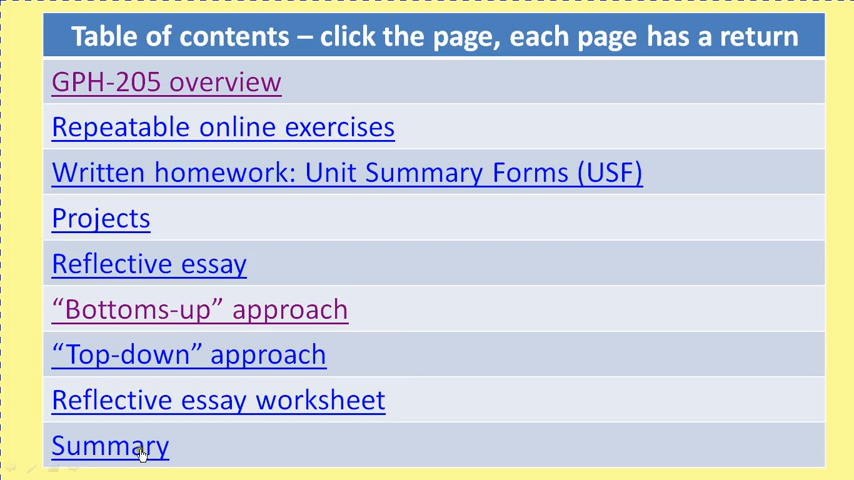 Table of contents – click the page, each page has a return
GPH-205 overview
Repeatable online exercises
Written homework: Unit Summary Forms (USF)
Projects
Reflective essay
“Bottoms-up” approach
“Top-down” approach
Reflective essay worksheet
Summary